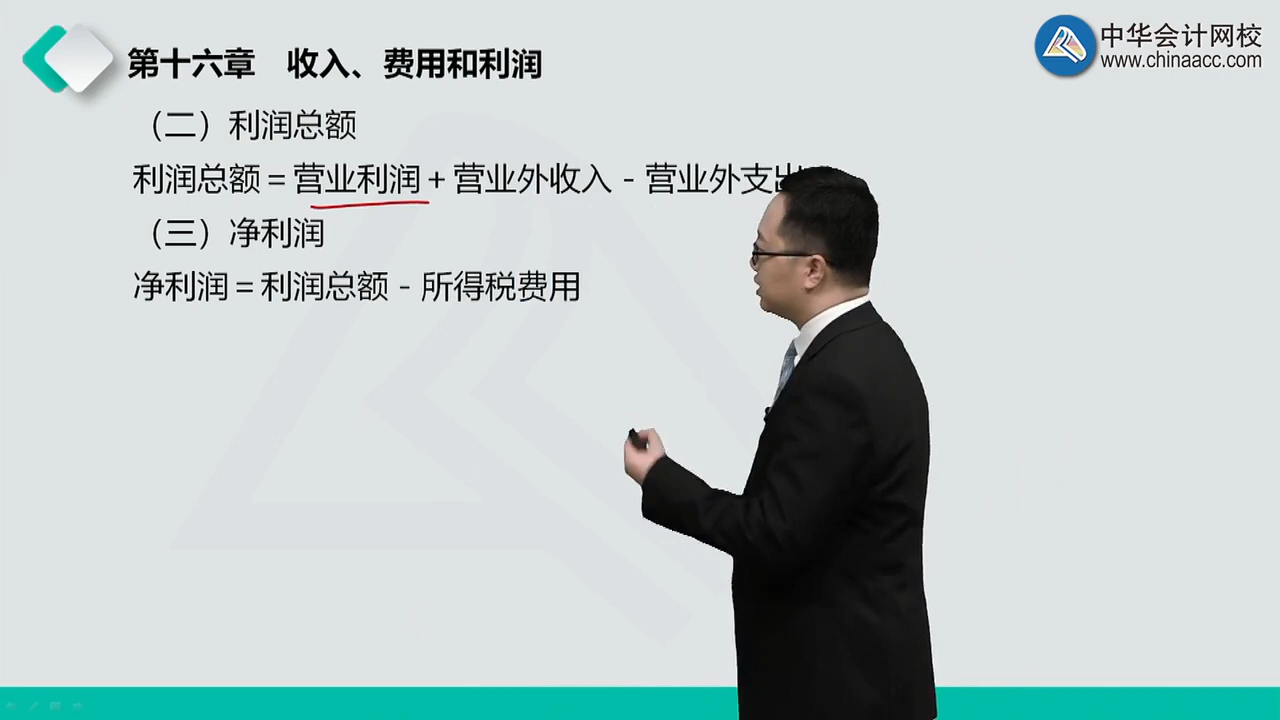 第十六章 收入、费用和利润
中华会计网校
www.chinaacc.com
（二）利润总额
利润总额＝营业利润＋营业外收入－营业外支出
（三）净利润
净利润＝利润总额－所得税费用